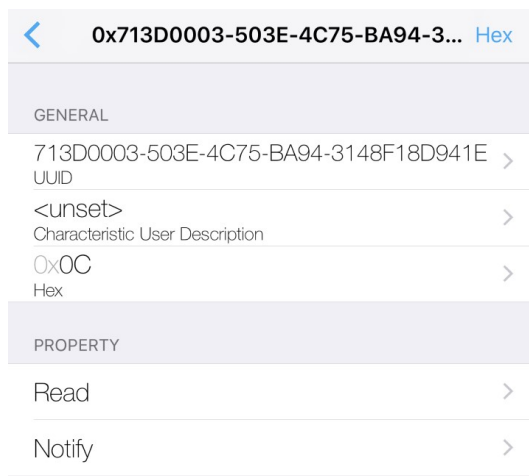 0x713D0003-503E-4C75-BA94-3... Hex
GENERAL
713D0003-503E-4C75-BA94-3148F18D941E
UUID
<unset>
Characteristic User Description
0x0C
Hex
PROPERTY
Read
Notify